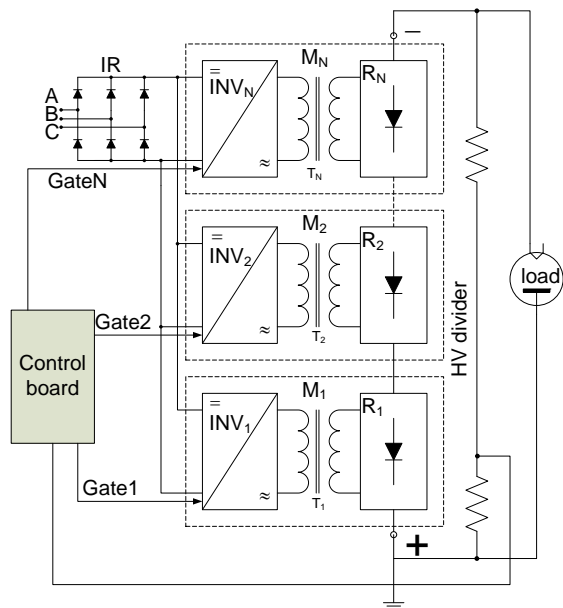 IR
A
B
C
GateN
=
INV_N
≈
M_N
T_N
R_N
−
Gate2
=
INV_2
≈
M_2
T_2
R_2
Control
board
Gate1
=
INV_1
≈
M_1
T_1
R_1
+
HV divider
load